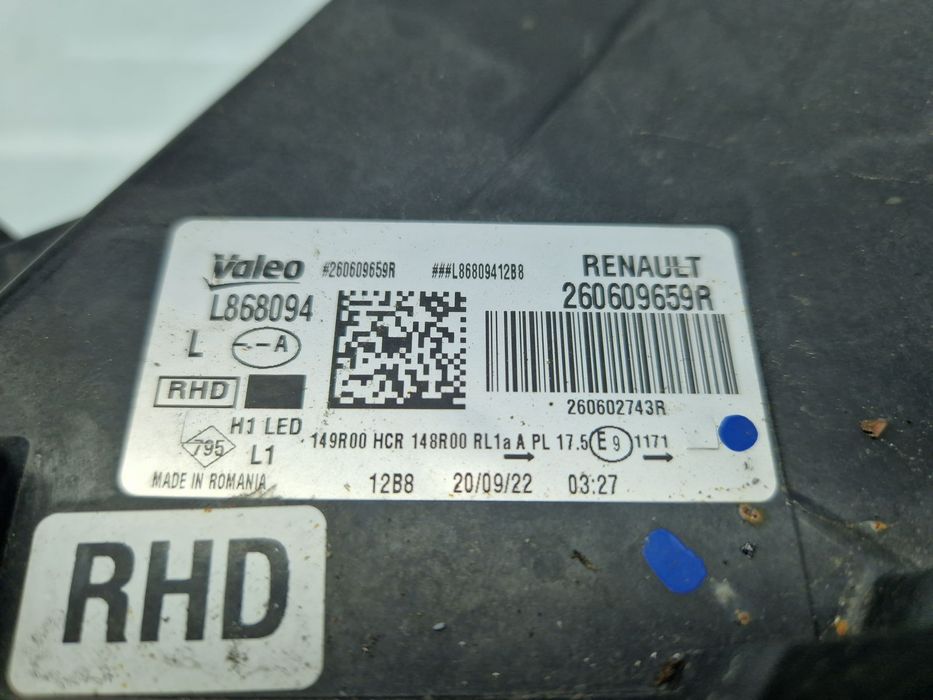 Valeo #260609659R ###L86809412B8 RENAULT
L868094 260609659R
L -.-A
RHD
260602743R
H1 LED
149R00 HCR 148R00 RL1a A PL 17.5 E9 1171
795 L1
MADE IN ROMANIA 12B8 20/09/22 03:27
RHD